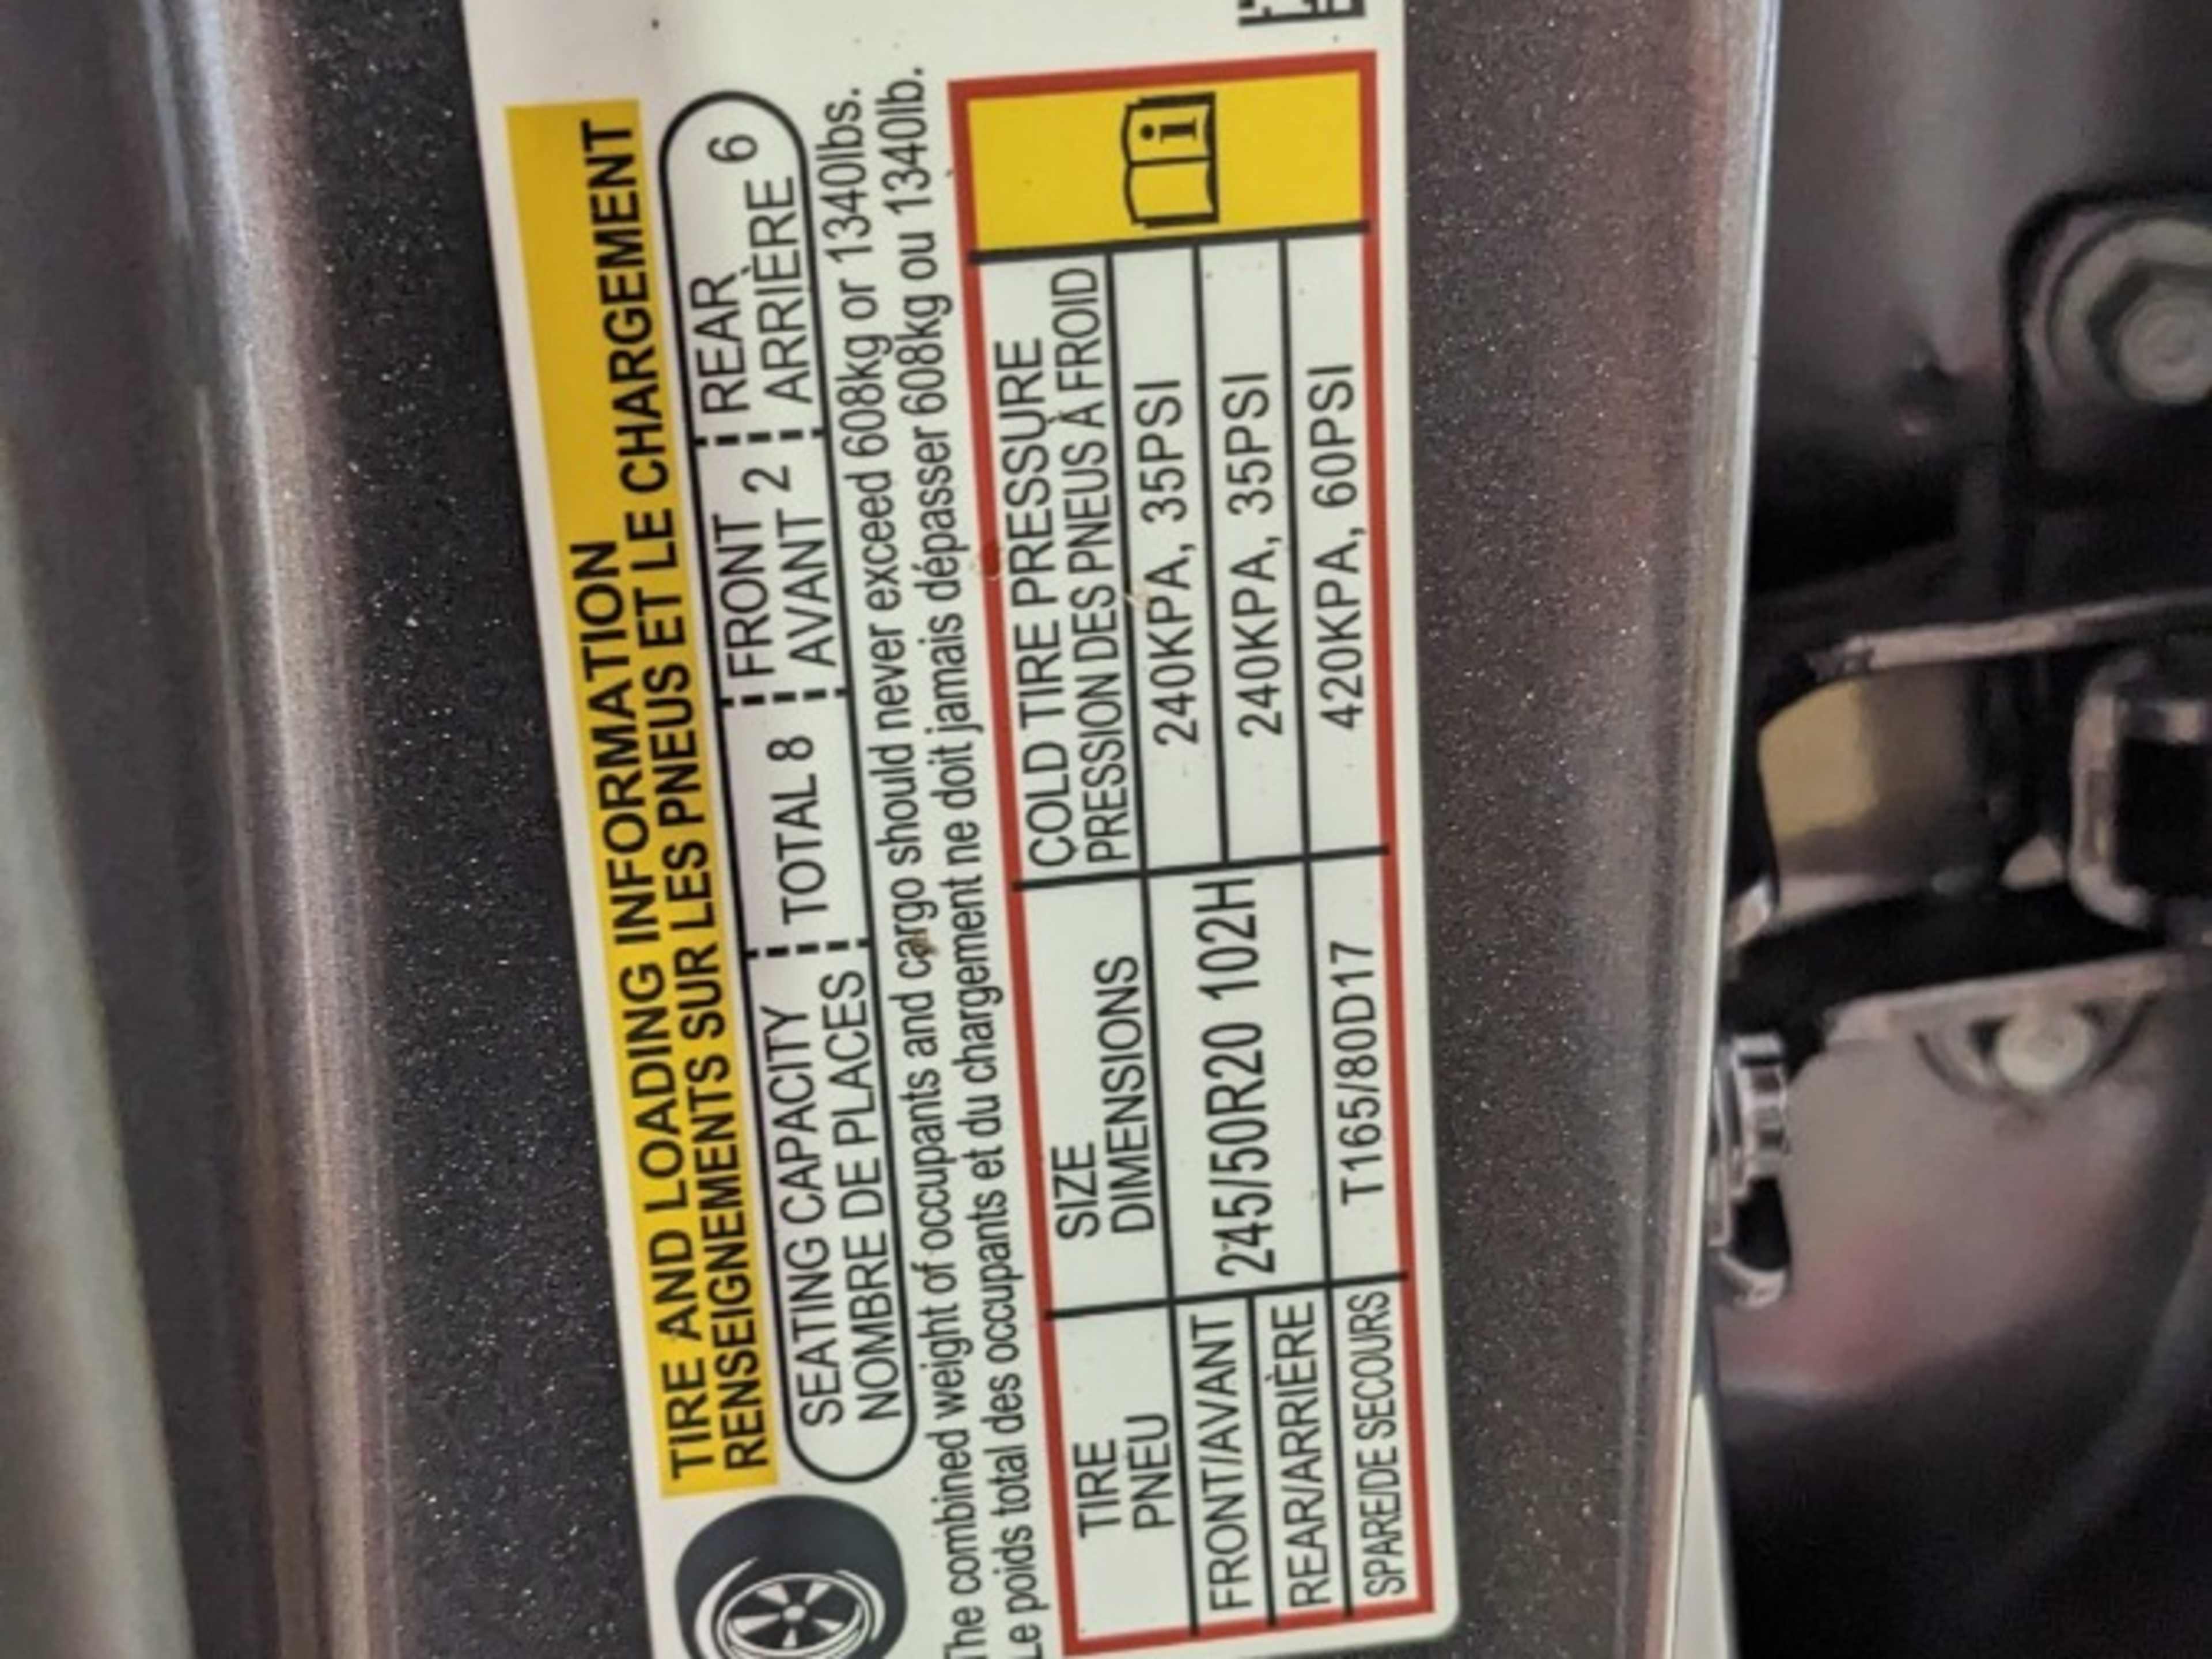 TIRE AND LOADING INFORMATION
RENSEIGNEMENTS SUR LES PNEUS ET LE CHARGEMENT
SEATING CAPACITY
NOMBRE DE PLACES
TOTAL 8
FRONT
AVANT 2
REAR
ARRIÈRE 6
The combined weight of occupants and cargo should never exceed 608kg or 1340lbs.
Le poids total des occupants et du chargement ne doit jamais dépasser 608kg ou 1340lb.
TIRE
PNEU
SIZE
DIMENSIONS
COLD TIRE PRESSURE
PRESSION DES PNEUS À FROID
FRONT/AVANT
245/50R20 102H
240KPA, 35PSI
REAR/ARRIÈRE
240KPA, 35PSI
SPARE/DE SECOURS
T165/80D17
420KPA, 60PSI